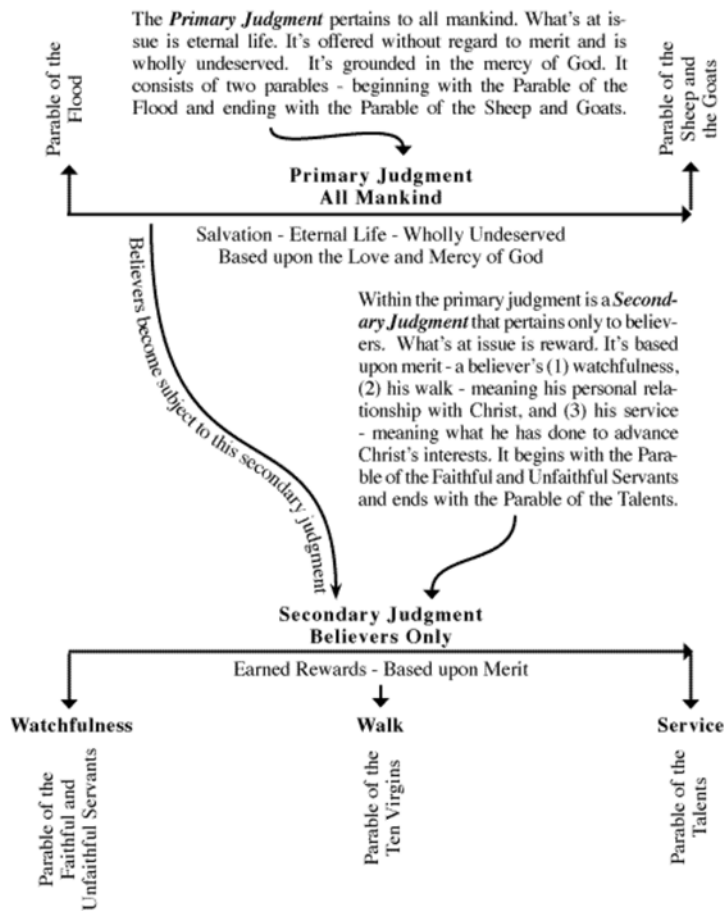 The Primary Judgment pertains to all mankind. What's at is-
sue is eternal life. It's offered without regard to merit and is
wholly undeserved. It's grounded in the mercy of God. It
consists of two parables - beginning with the Parable of the
Flood and ending with the Parable of the Sheep and Goats.
Parable of the
Flood
Parable of the
Sheep and
the Goats
Primary Judgment
All Mankind
Salvation - Eternal Life - Wholly Undeserved
Based upon the Love and Mercy of God
Believers become subject to this secondary judgment
Within the primary judgment is a Second-
ary Judgment that pertains only to believ-
ers. What's at issue is reward. It's based
upon merit - a believer's (1) watchfulness,
(2) his walk - meaning his personal rela-
tionship with Christ, and (3) his service
- meaning what he has done to advance
Christ's interests. It begins with the Para-
ble of the Faithful and Unfaithful Servants
and ends with the Parable of the Talents.
Secondary Judgment
Believers Only
Earned Rewards - Based upon Merit
Watchfulness
Walk
Service
Parable of the
Faithful and
Unfaithful Servants
Parable of the
Ten Virgins
Parable of the
Talents